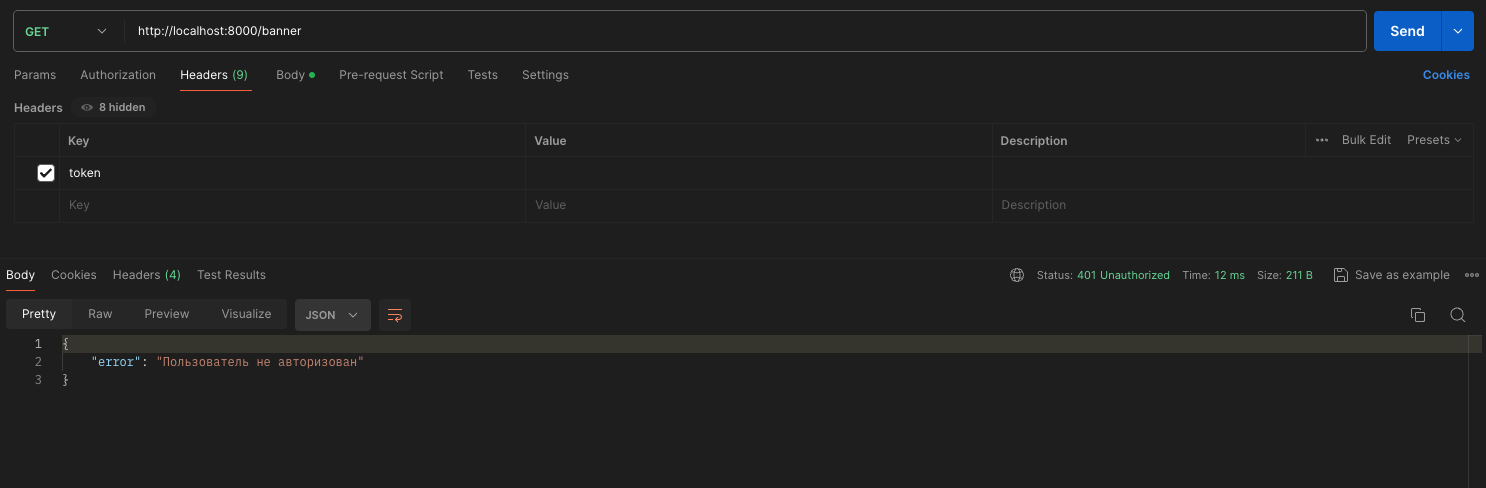 GET http://localhost:8000/banner Send
Params Authorization Headers (9) Body Pre-request Script Tests Settings Cookies
Headers 8 hidden
Key Value Description Bulk Edit Presets
token
Key Value Description
Body Cookies Headers (4) Test Results Status: 401 Unauthorized Time: 12 ms Size: 211 B Save as example
Pretty Raw Preview Visualize JSON
1 {
2 "error": "Пользователь не авторизован"
3 }